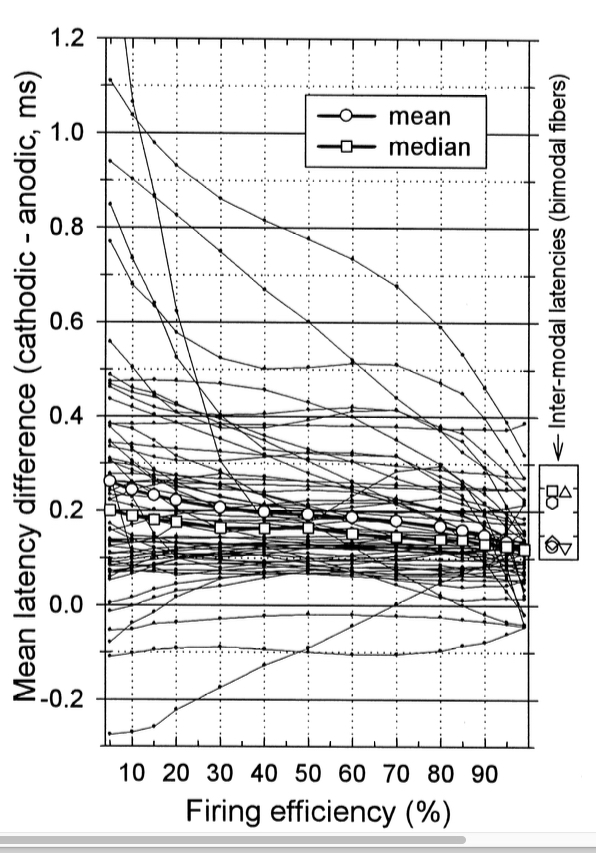 Mean latency difference (cathodic - anodic, ms)
1.2
1.0
0.8
0.6
0.4
0.2
0.0
-0.2
mean
median
Inter-modal latencies (bimodal fibers)
10 20 30 40 50 60 70 80 90
Firing efficiency (%)